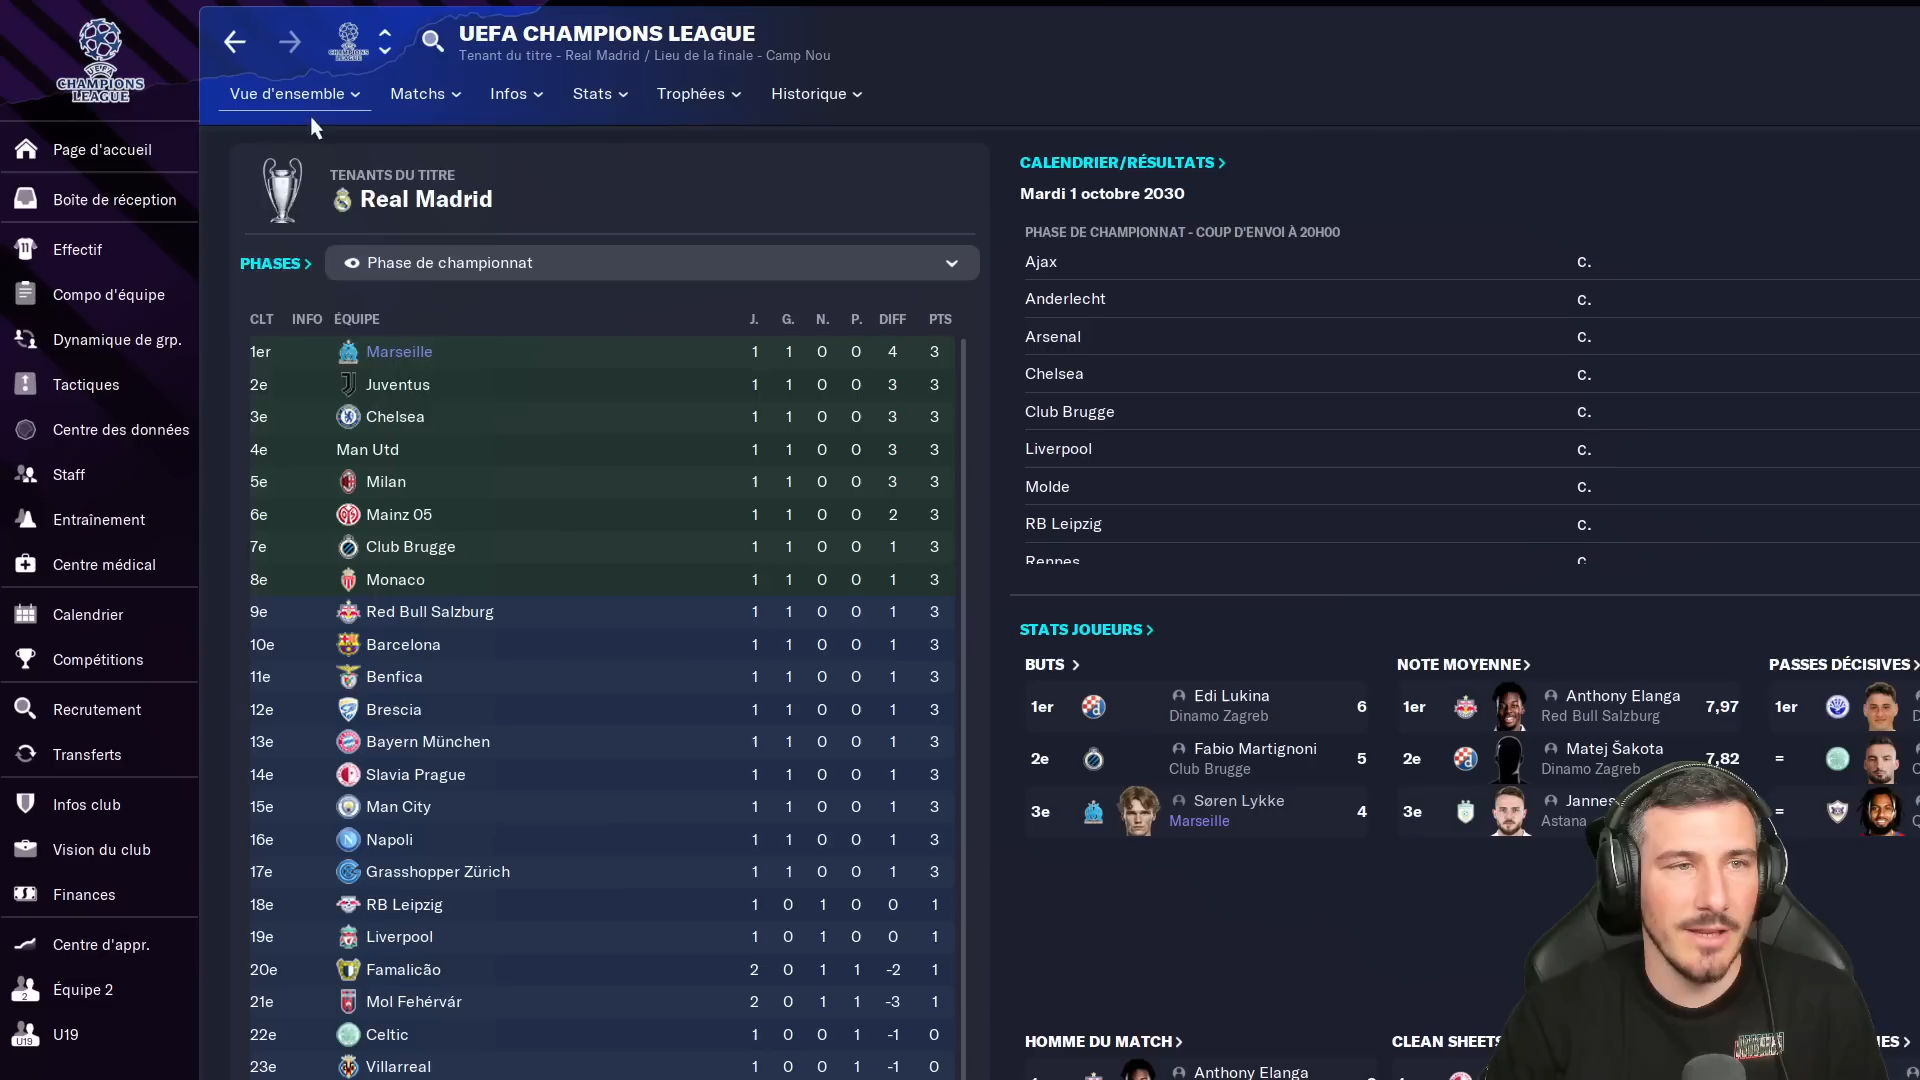 UEFA
CHAMPIONS
LEAGUE
UEFA CHAMPIONS LEAGUE
Tenant du titre - Real Madrid / Lieu de la finale - Camp Nou
Vue d'ensemble
Matchs
Infos
Stats
Trophées
Historique
Page d'accueil
Boîte de réception
Effectif
Compo d'équipe
Dynamique de grp.
Tactiques
Centre des données
Staff
Entraînement
Centre médical
Calendrier
Compétitions
Recrutement
Transferts
Infos club
Vision du club
Finances
Centre d'appr.
2
Équipe 2
U19
U19
TENANTS DU TITRE
Real Madrid
PHASES
Phase de championnat
CLT INFO ÉQUIPE J. G. N. P. DIFF PTS
1er Marseille 1 1 0 0 4 3
2e Juventus 1 1 0 0 3 3
3e Chelsea 1 1 0 0 3 3
4e Man Utd 1 1 0 0 3 3
5e Milan 1 1 0 0 3 3
6e Mainz 05 1 1 0 0 2 3
7e Club Brugge 1 1 0 0 1 3
8e Monaco 1 1 0 0 1 3
9e Red Bull Salzburg 1 1 0 0 1 3
10e Barcelona 1 1 0 0 1 3
11e Benfica 1 1 0 0 1 3
12e Brescia 1 1 0 0 1 3
13e Bayern München 1 1 0 0 1 3
14e Slavia Prague 1 1 0 0 1 3
15e Man City 1 1 0 0 1 3
16e Napoli 1 1 0 0 1 3
17e Grasshopper Zürich 1 1 0 0 1 3
18e RB Leipzig 1 0 1 0 0 1
19e Liverpool 1 0 1 0 0 1
20e Famalicão 2 0 1 1 -2 1
21e Mol Fehérvár 2 0 1 1 -3 1
22e Celtic 1 0 0 1 -1 0
23e Villarreal 1 0 0 1 -1 0
CALENDRIER/RÉSULTATS
Mardi 1 octobre 2030
PHASE DE CHAMPIONNAT - COUP D'ENVOI À 20H00
Ajax c.
Anderlecht c.
Arsenal c.
Chelsea c.
Club Brugge c.
Liverpool c.
Molde c.
RB Leipzig c.
Rennes c.
STATS JOUEURS
BUTS
1er Edi Lukina 6
Dinamo Zagreb
2e Fabio Martignoni 5
Club Brugge
3e Søren Lykke 4
Marseille
NOTE MOYENNE
1er Anthony Elanga 7,97
Red Bull Salzburg
2e Matej Šakota 7,82
Dinamo Zagreb
3e Jannes
Astana
PASSES DÉCISIVES
1er
=
=
HOMME DU MATCH
Anthony Elanga
CLEAN SHEETS